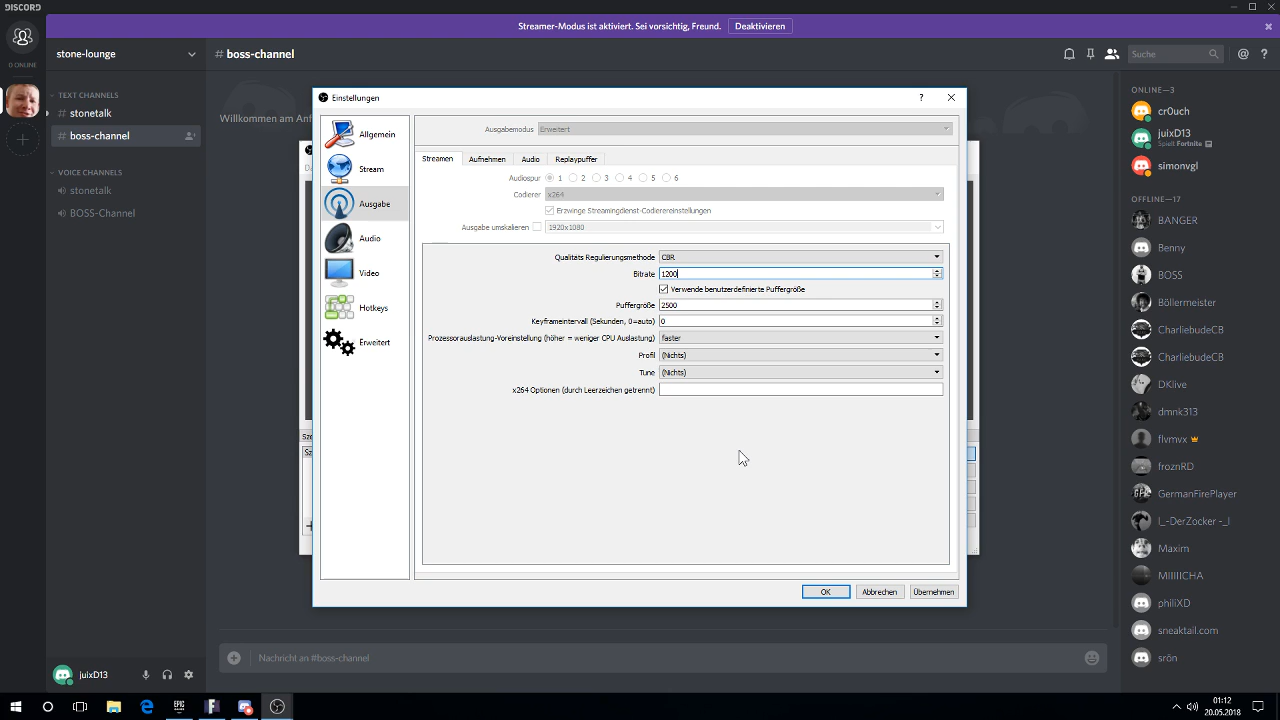 DISCORD
Streamer-Modus ist aktiviert. Sei vorsichtig, Freund.
Deaktivieren
0 ONLINE
stone-lounge
# boss-channel
Suche
TEXT CHANNELS
# stonetalk
# boss-channel
VOICE CHANNELS
stonetalk
BOSS-Channel
Willkommen am Anf
Einstellungen
Allgemein
Stream
Ausgabe
Audio
Video
Hotkeys
Erweitert
Ausgabemodus Erweitert
Streamen Aufnehmen Audio Replaypuffer
Audiospur 1 2 3 4 5 6
Codierer x264
Erzwinge Streamingdienst-Codierereinstellungen
Ausgabe umskalieren 1920x1080
Qualitäts Regulierungsmethode CBR
Bitrate 1200
Verwende benutzerdefinierte Puffergröße
Puffergröße 2500
Keyframeintervall (Sekunden, 0=auto) 0
Prozessorauslastung-Voreinstellung (höher = weniger CPU Auslastung) faster
Profil (Nichts)
Tune (Nichts)
x264 Optionen (durch Leerzeichen getrennt)
OK Abbrechen Übernehmen
ONLINE—3
cr0uch
juixD13
Spielt Fortnite
simonvgl
OFFLINE—17
BANGER
Benny
BOSS
Böllermeister
CharliebudeCB
CharliebudeCB
DKlive
dmnk313
flvmvx
froznRD
GermanFirePlayer
I_-DerZocker -_I
Maxim
MIIIIICHA
philiXD
sneaktail.com
srön
juixD13
Nachricht an #boss-channel
EPIC
GAMES
01:12
20.05.2018